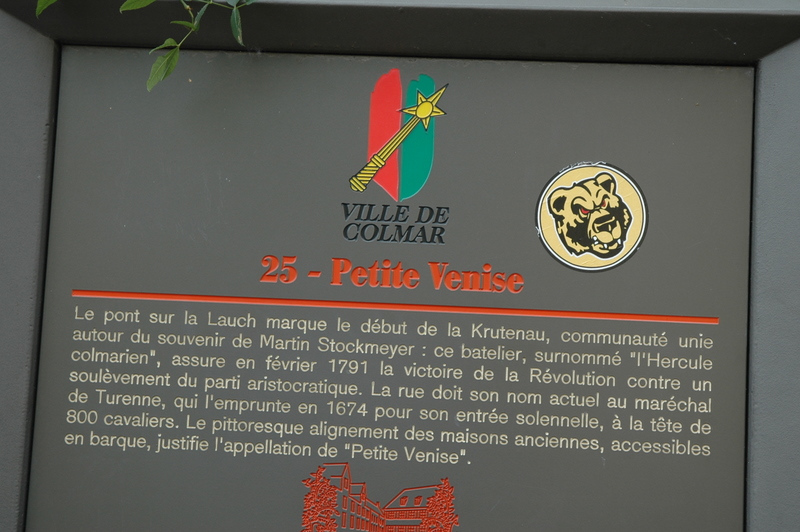 VILLE DE
COLMAR
25 - Petite Venise
Le pont sur la Lauch marque le début de la Krutenau, communauté unie
autour du souvenir de Martin Stockmeyer : ce batelier, surnommé "l'Hercule
colmarien", assure en février 1791 la victoire de la Révolution contre un
soulèvement du parti aristocratique. La rue doit son nom actuel au maréchal
de Turenne, qui l'emprunte en 1674 pour son entrée solennelle, à la tête de
800 cavaliers. Le pittoresque alignement des maisons anciennes, accessibles
en barque, justifie l'appellation de "Petite Venise".